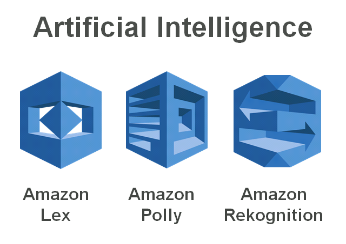 Artificial Intelligence
Amazon Lex
Amazon Polly
Amazon Rekognition